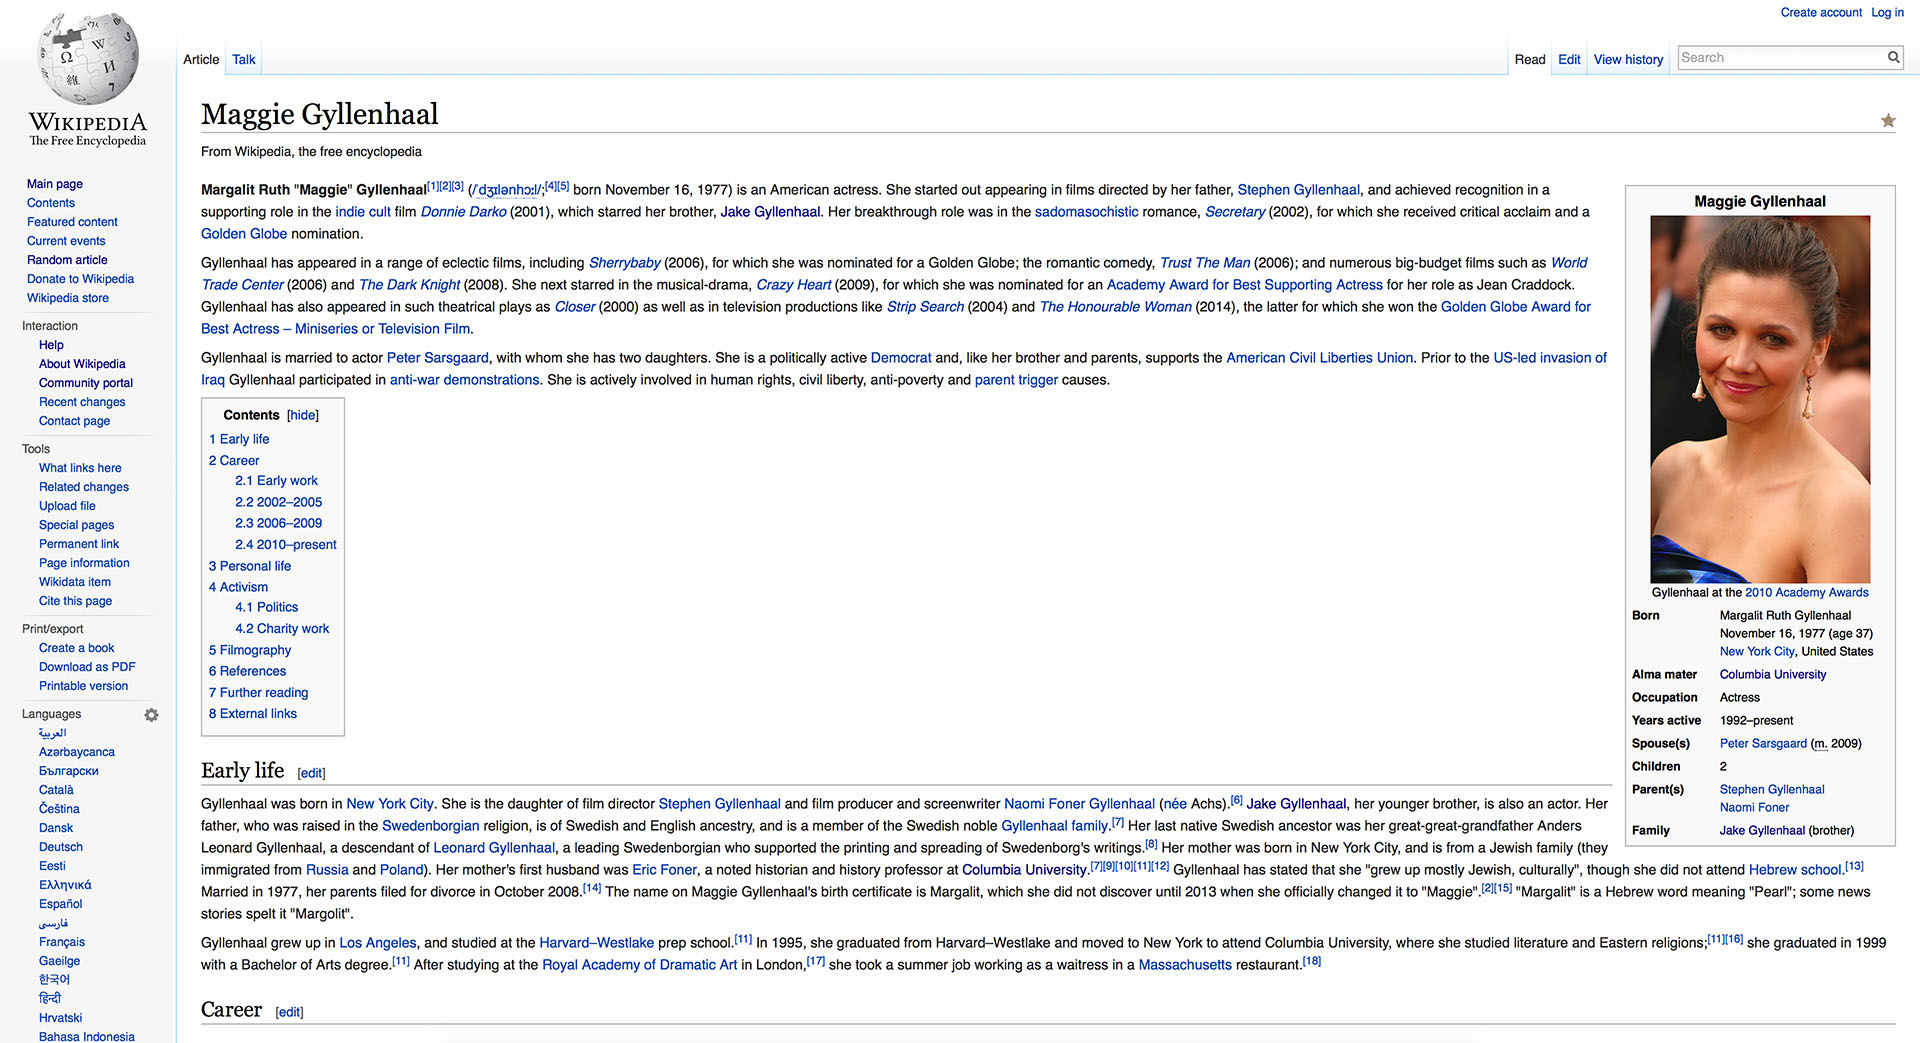 Create account Log in
WIKIPEDIA
The Free Encyclopedia
Article Talk
Read Edit View history Search
Main page
Contents
Featured content
Current events
Random article
Donate to Wikipedia
Wikipedia store
Interaction
Help
About Wikipedia
Community portal
Recent changes
Contact page
Tools
What links here
Related changes
Upload file
Special pages
Permanent link
Page information
Wikidata item
Cite this page
Print/export
Create a book
Download as PDF
Printable version
Languages
العربية
Azərbaycanca
Български
Català
Čeština
Dansk
Deutsch
Eesti
Ελληνικά
Español
فارسی
Français
Gaeilge
한국어
हिन्दी
Hrvatski
Bahasa Indonesia
Maggie Gyllenhaal
From Wikipedia, the free encyclopedia
Margalit Ruth "Maggie" Gyllenhaal[1][2][3] (/ˈdʒɪlənhɔːl/;[4][5] born November 16, 1977) is an American actress. She started out appearing in films directed by her father, Stephen Gyllenhaal, and achieved recognition in a
supporting role in the indie cult film Donnie Darko (2001), which starred her brother, Jake Gyllenhaal. Her breakthrough role was in the sadomasochistic romance, Secretary (2002), for which she received critical acclaim and a
Golden Globe nomination.
Gyllenhaal has appeared in a range of eclectic films, including Sherrybaby (2006), for which she was nominated for a Golden Globe; the romantic comedy, Trust The Man (2006); and numerous big-budget films such as World
Trade Center (2006) and The Dark Knight (2008). She next starred in the musical-drama, Crazy Heart (2009), for which she was nominated for an Academy Award for Best Supporting Actress for her role as Jean Craddock.
Gyllenhaal has also appeared in such theatrical plays as Closer (2000) as well as in television productions like Strip Search (2004) and The Honourable Woman (2014), the latter for which she won the Golden Globe Award for
Best Actress – Miniseries or Television Film.
Gyllenhaal is married to actor Peter Sarsgaard, with whom she has two daughters. She is a politically active Democrat and, like her brother and parents, supports the American Civil Liberties Union. Prior to the US-led invasion of
Iraq Gyllenhaal participated in anti-war demonstrations. She is actively involved in human rights, civil liberty, anti-poverty and parent trigger causes.
Contents [hide]
1 Early life
2 Career
2.1 Early work
2.2 2002–2005
2.3 2006–2009
2.4 2010–present
3 Personal life
4 Activism
4.1 Politics
4.2 Charity work
5 Filmography
6 References
7 Further reading
8 External links
Maggie Gyllenhaal
Gyllenhaal at the 2010 Academy Awards
Born Margalit Ruth Gyllenhaal
November 16, 1977 (age 37)
New York City, United States
Alma mater Columbia University
Occupation Actress
Years active 1992–present
Spouse(s) Peter Sarsgaard (m. 2009)
Children 2
Parent(s) Stephen Gyllenhaal
Naomi Foner
Family Jake Gyllenhaal (brother)
Early life [edit]
Gyllenhaal was born in New York City. She is the daughter of film director Stephen Gyllenhaal and film producer and screenwriter Naomi Foner Gyllenhaal (née Achs).[6] Jake Gyllenhaal, her younger brother, is also an actor. Her
father, who was raised in the Swedenborgian religion, is of Swedish and English ancestry, and is a member of the Swedish noble Gyllenhaal family.[7] Her last native Swedish ancestor was her great-great-grandfather Anders
Leonard Gyllenhaal, a descendant of Leonard Gyllenhaal, a leading Swedenborgian who supported the printing and spreading of Swedenborg's writings.[8] Her mother was born in New York City, and is from a Jewish family (they
immigrated from Russia and Poland). Her mother's first husband was Eric Foner, a noted historian and history professor at Columbia University.[7][9][10][11][12] Gyllenhaal has stated that she "grew up mostly Jewish, culturally", though she did not attend Hebrew school.[13]
Married in 1977, her parents filed for divorce in October 2008.[14] The name on Maggie Gyllenhaal's birth certificate is Margalit, which she did not discover until 2013 when she officially changed it to "Maggie".[2][15] "Margalit" is a Hebrew word meaning "Pearl"; some news
stories spelt it "Margolit".
Gyllenhaal grew up in Los Angeles, and studied at the Harvard–Westlake prep school.[11] In 1995, she graduated from Harvard–Westlake and moved to New York to attend Columbia University, where she studied literature and Eastern religions;[11][16] she graduated in 1999
with a Bachelor of Arts degree.[11] After studying at the Royal Academy of Dramatic Art in London,[17] she took a summer job working as a waitress in a Massachusetts restaurant.[18]
Career [edit]